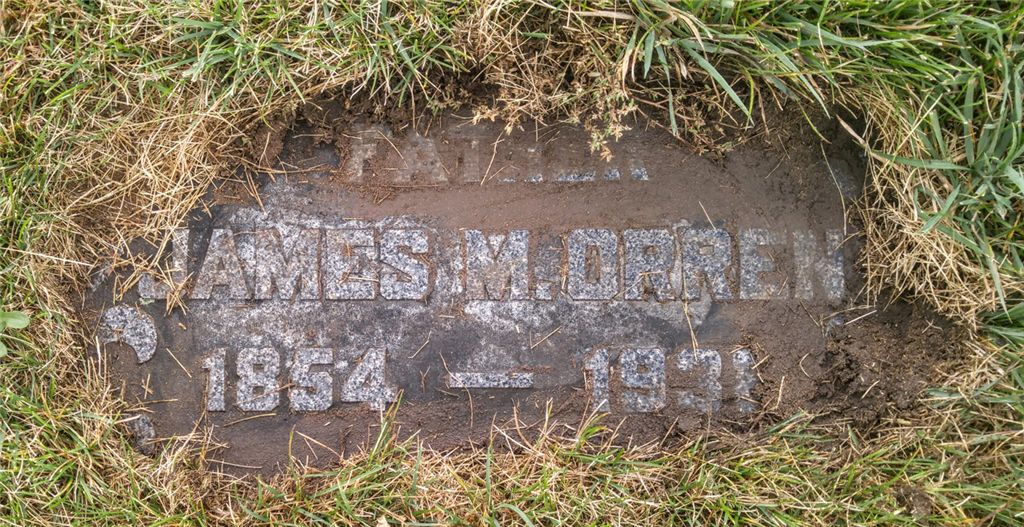 FATHER
JAMES M. ORREN
1854 — 1931